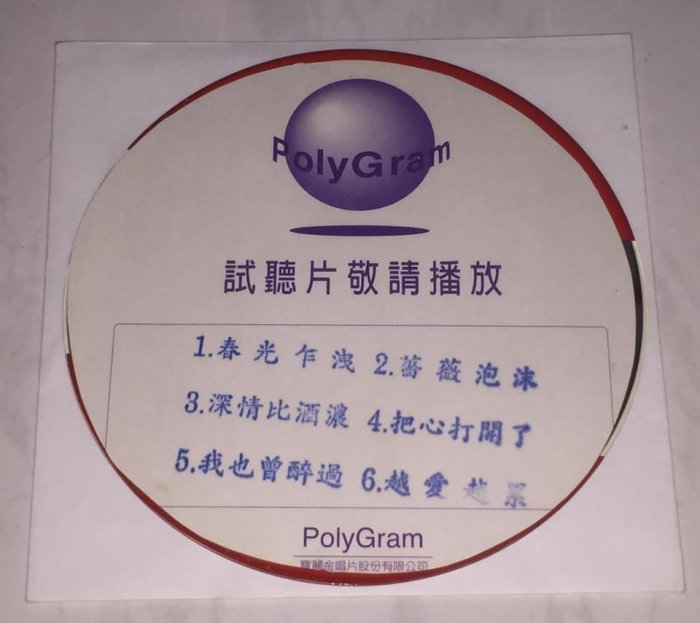 PolyGram
試聽片敬請播放
1.春光乍洩 2.薔薇泡沫
3.深情比酒濃 4.把心打開了
5.我也曾醉過 6.越愛越累
PolyGram
寶麗金唱片股份有限公司